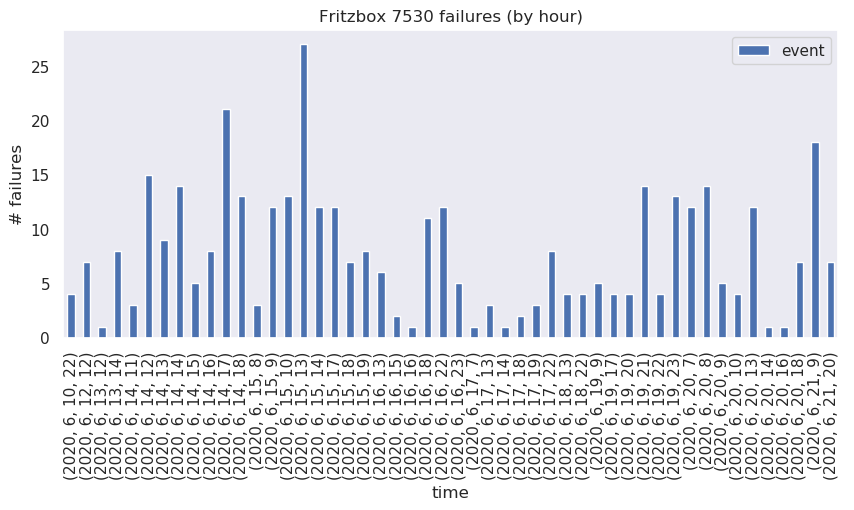 Fritzbox 7530 failures (by hour)
event
# failures
25
20
15
10
5
0
(2020, 6, 10, 22)
(2020, 6, 12, 12)
(2020, 6, 13, 12)
(2020, 6, 13, 14)
(2020, 6, 14, 11)
(2020, 6, 14, 12)
(2020, 6, 14, 13)
(2020, 6, 14, 14)
(2020, 6, 14, 15)
(2020, 6, 14, 16)
(2020, 6, 14, 17)
(2020, 6, 14, 18)
(2020, 6, 15, 8)
(2020, 6, 15, 9)
(2020, 6, 15, 10)
(2020, 6, 15, 13)
(2020, 6, 15, 14)
(2020, 6, 15, 17)
(2020, 6, 15, 18)
(2020, 6, 15, 19)
(2020, 6, 16, 13)
(2020, 6, 16, 15)
(2020, 6, 16, 16)
(2020, 6, 16, 18)
(2020, 6, 16, 22)
(2020, 6, 16, 23)
(2020, 6, 17, 7)
(2020, 6, 17, 13)
(2020, 6, 17, 14)
(2020, 6, 17, 18)
(2020, 6, 17, 19)
(2020, 6, 17, 22)
(2020, 6, 18, 13)
(2020, 6, 18, 22)
(2020, 6, 19, 9)
(2020, 6, 19, 17)
(2020, 6, 19, 20)
(2020, 6, 19, 21)
(2020, 6, 19, 22)
(2020, 6, 19, 23)
(2020, 6, 20, 7)
(2020, 6, 20, 8)
(2020, 6, 20, 9)
(2020, 6, 20, 10)
(2020, 6, 20, 13)
(2020, 6, 20, 14)
(2020, 6, 20, 16)
(2020, 6, 20, 18)
(2020, 6, 21, 9)
(2020, 6, 21, 20)
time